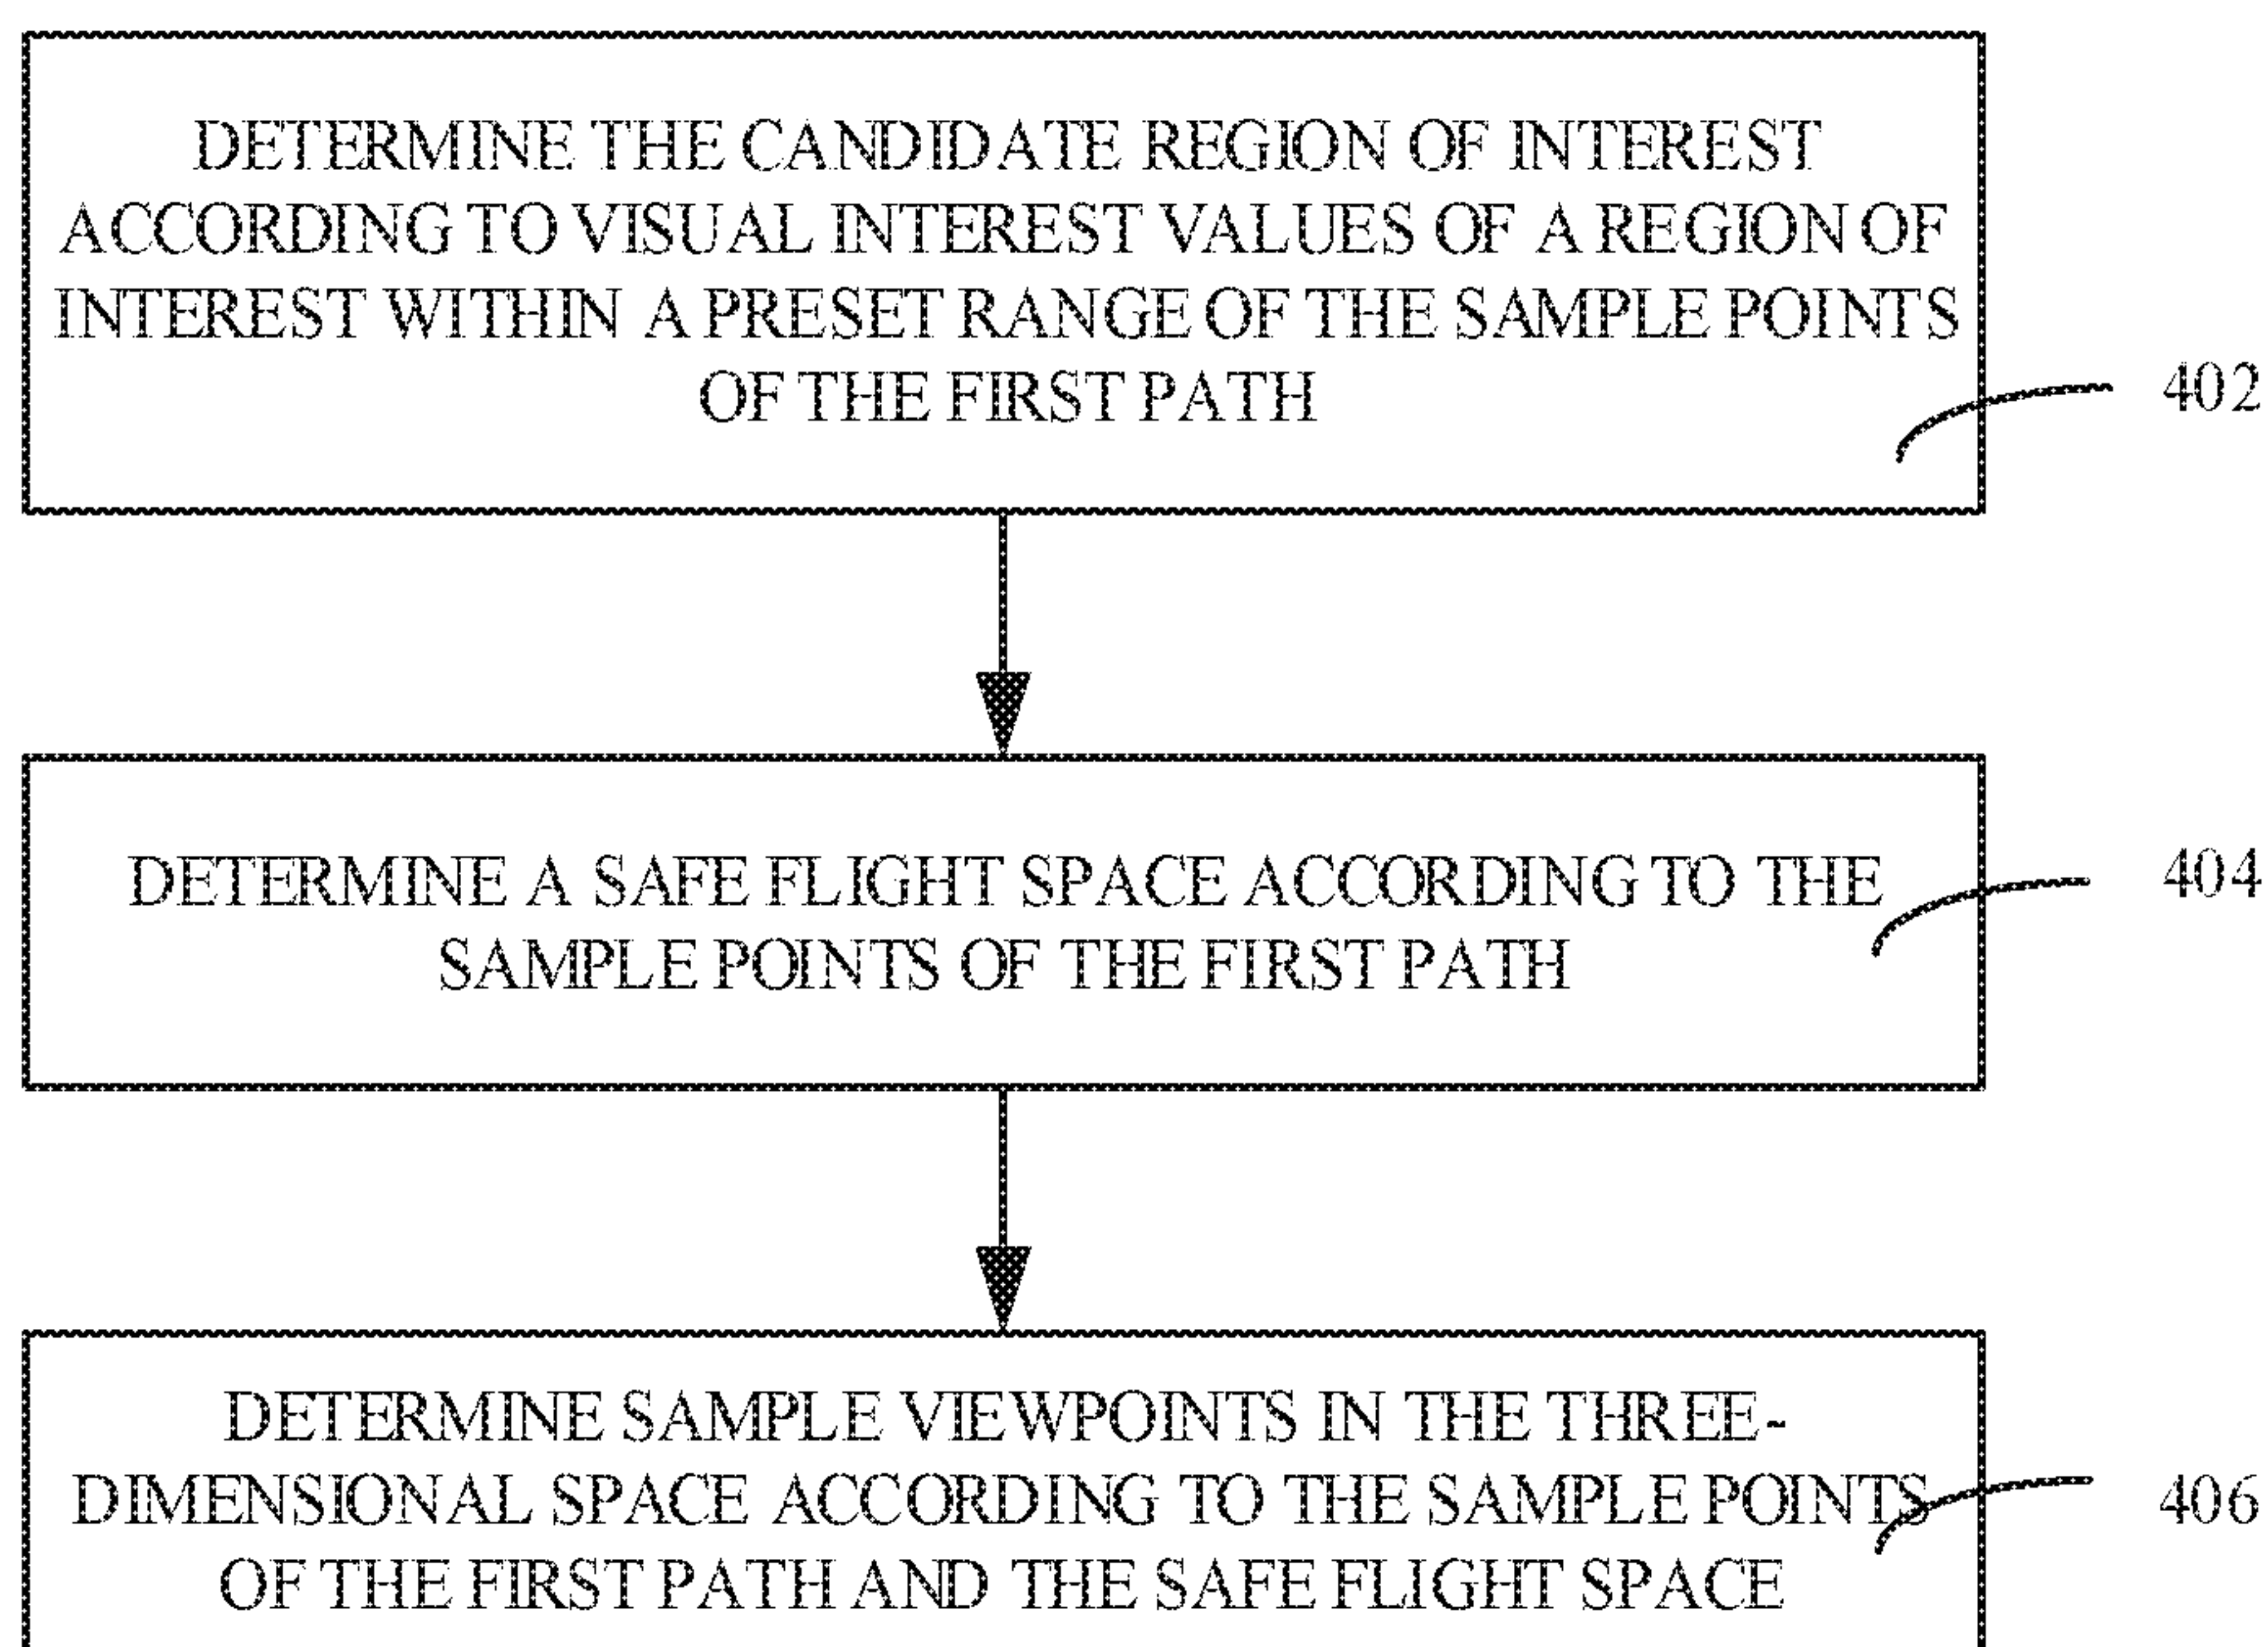 DETERMINE THE CANDIDATE REGION OF INTEREST
ACCORDING TO VISUAL INTEREST VALUES OF A REGION OF
INTEREST WITHIN A PRESET RANGE OF THE SAMPLE POINTS
OF THE FIRST PATH
402
DETERMINE A SAFE FLIGHT SPACE ACCORDING TO THE
SAMPLE POINTS OF THE FIRST PATH
404
DETERMINE SAMPLE VIEWPOINTS IN THE THREE-
DIMENSIONAL SPACE ACCORDING TO THE SAMPLE POINTS
OF THE FIRST PATH AND THE SAFE FLIGHT SPACE
406